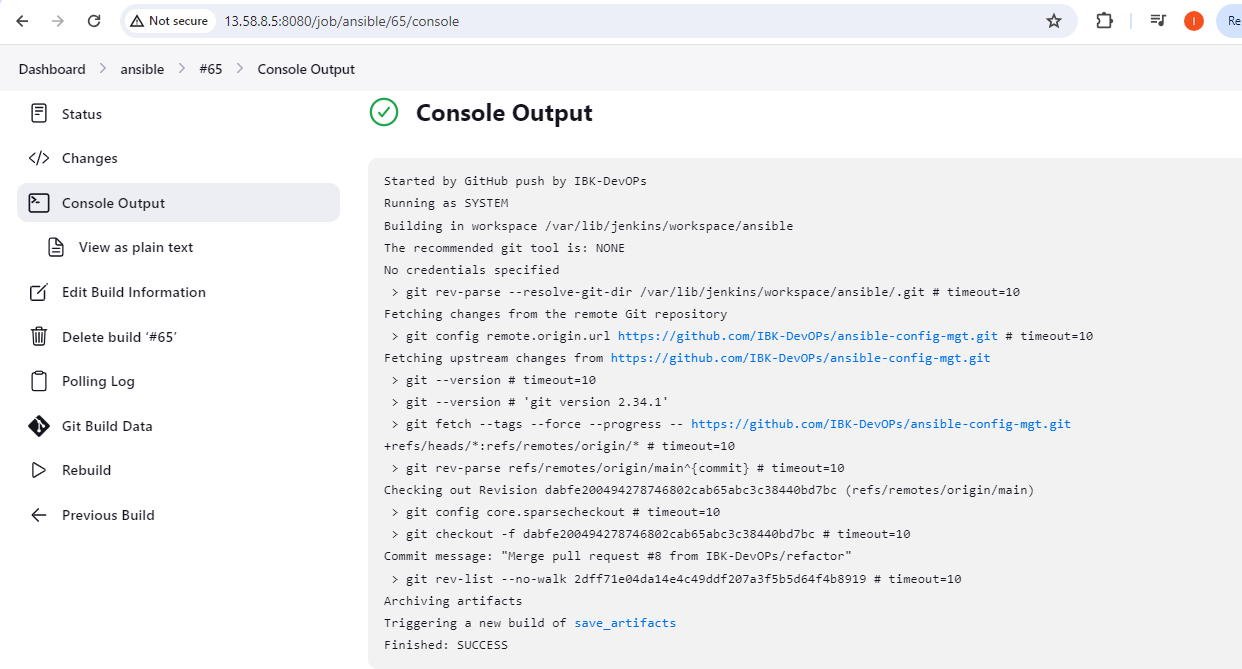 Not secure 13.58.8.5:8080/job/ansible/65/console I Re
Dashboard ansible #65 Console Output
Status
Changes
Console Output
View as plain text
Edit Build Information
Delete build ‘#65’
Polling Log
Git Build Data
Rebuild
Previous Build
Console Output
Started by GitHub push by IBK-DevOPs
Running as SYSTEM
Building in workspace /var/lib/jenkins/workspace/ansible
The recommended git tool is: NONE
No credentials specified
> git rev-parse --resolve-git-dir /var/lib/jenkins/workspace/ansible/.git # timeout=10
Fetching changes from the remote Git repository
> git config remote.origin.url https://github.com/IBK-DevOPs/ansible-config-mgt.git # timeout=10
Fetching upstream changes from https://github.com/IBK-DevOPs/ansible-config-mgt.git
> git --version # timeout=10
> git --version # 'git version 2.34.1'
> git fetch --tags --force --progress -- https://github.com/IBK-DevOPs/ansible-config-mgt.git
+refs/heads/*:refs/remotes/origin/* # timeout=10
> git rev-parse refs/remotes/origin/main^{commit} # timeout=10
Checking out Revision dabfe200494278746802cab65abc3c38440bd7bc (refs/remotes/origin/main)
> git config core.sparsecheckout # timeout=10
> git checkout -f dabfe200494278746802cab65abc3c38440bd7bc # timeout=10
Commit message: "Merge pull request #8 from IBK-DevOPs/refactor"
> git rev-list --no-walk 2dff71e04da14e4c49ddf207a3f5b5d64f4b8919 # timeout=10
Archiving artifacts
Triggering a new build of save_artifacts
Finished: SUCCESS